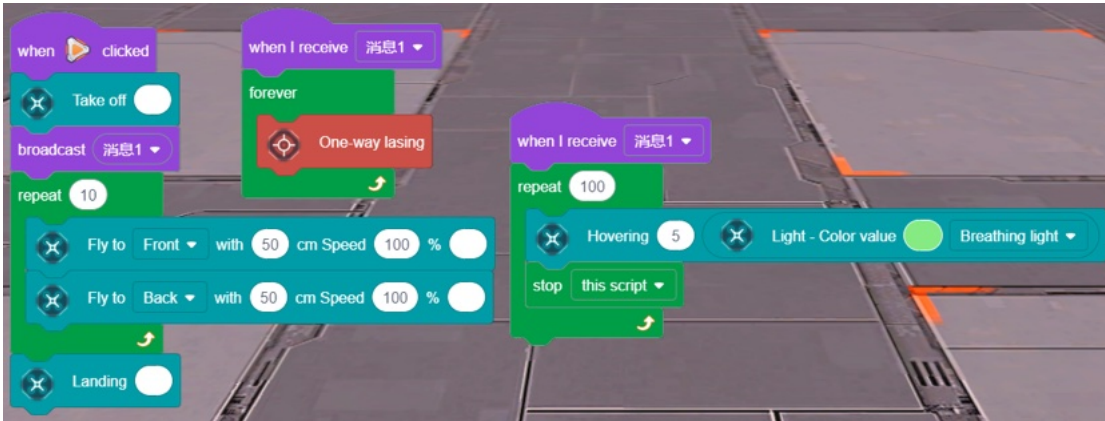 when clicked
Take off
broadcast 消息1
repeat 10
Fly to Front with 50 cm Speed 100 %
Fly to Back with 50 cm Speed 100 %
Landing
when I receive 消息1
forever
One-way lasing
when I receive 消息1
repeat 100
Hovering 5 Light - Color value Breathing light
stop this script